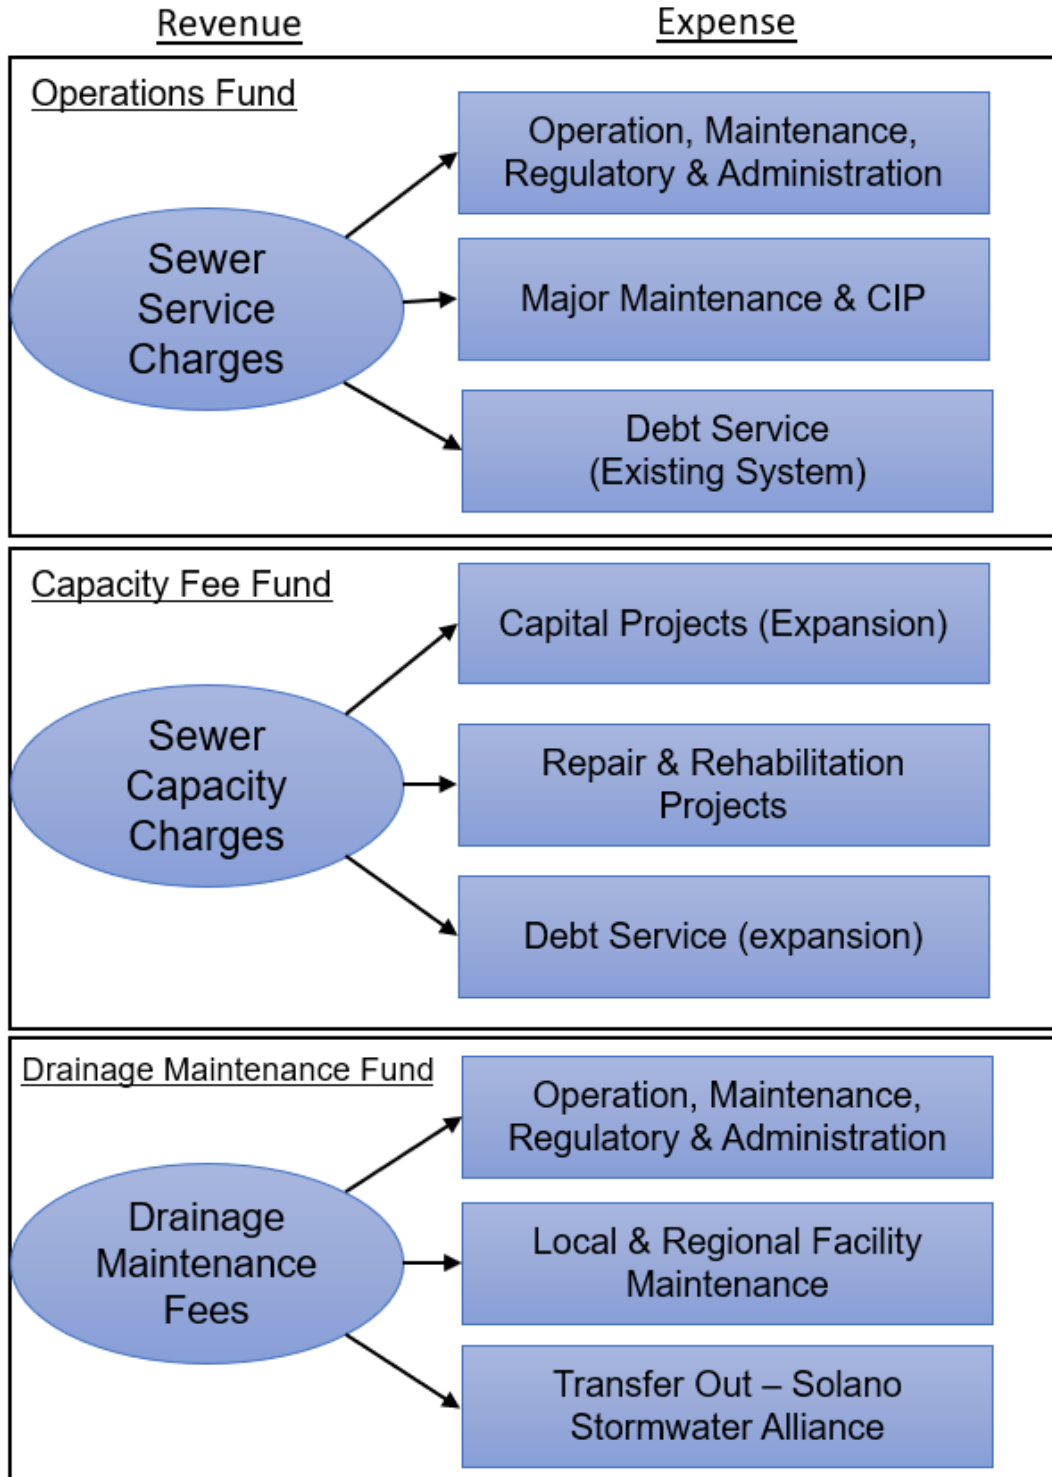 Revenue
Expense
Operations Fund
Sewer
Service
Charges
Operation, Maintenance,
Regulatory & Administration
Major Maintenance & CIP
Debt Service
(Existing System)
Capacity Fee Fund
Sewer
Capacity
Charges
Capital Projects (Expansion)
Repair & Rehabilitation
Projects
Debt Service (expansion)
Drainage Maintenance Fund
Drainage
Maintenance
Fees
Operation, Maintenance,
Regulatory & Administration
Local & Regional Facility
Maintenance
Transfer Out – Solano
Stormwater Alliance